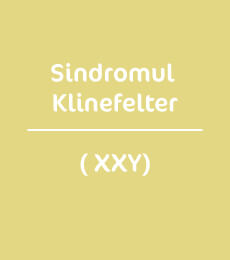 Sindromul
Klinefelter
( XXY)